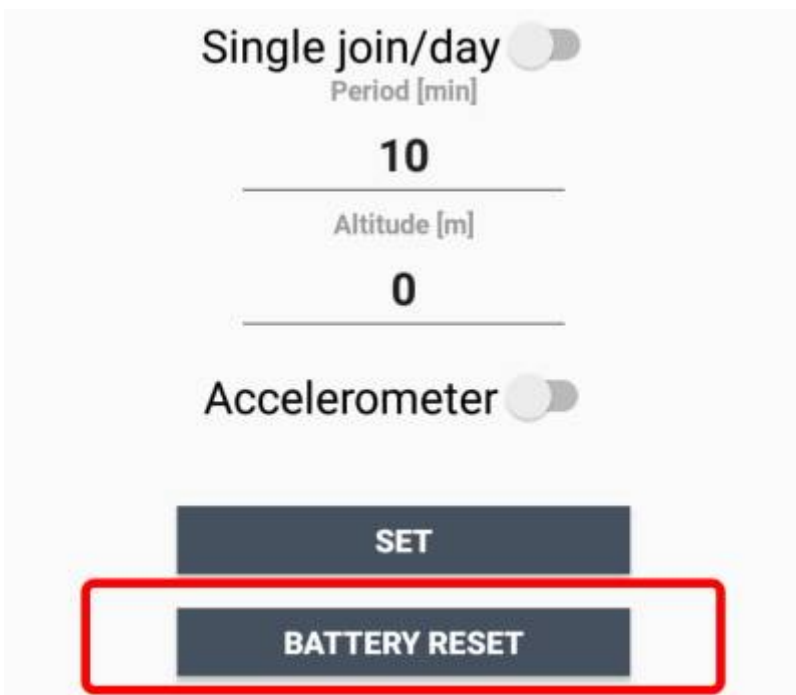 Single join/day
Period [min]
10
Altitude [m]
0
Accelerometer
SET
BATTERY RESET